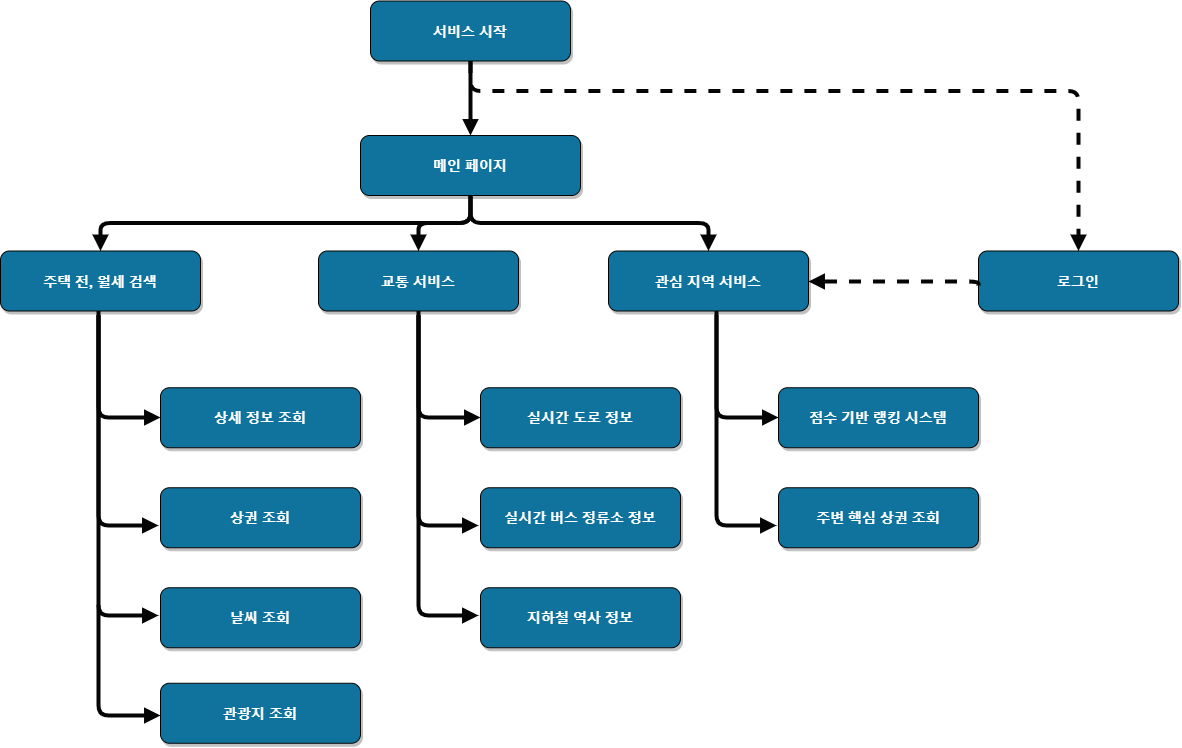 서비스 시작
메인 페이지
주택 전, 월세 검색
교통 서비스
관심 지역 서비스
로그인
상세 정보 조회
실시간 도로 정보
점수 기반 랭킹 시스템
상권 조회
실시간 버스 정류소 정보
주변 핵심 상권 조회
날씨 조회
지하철 역사 정보
관광지 조회